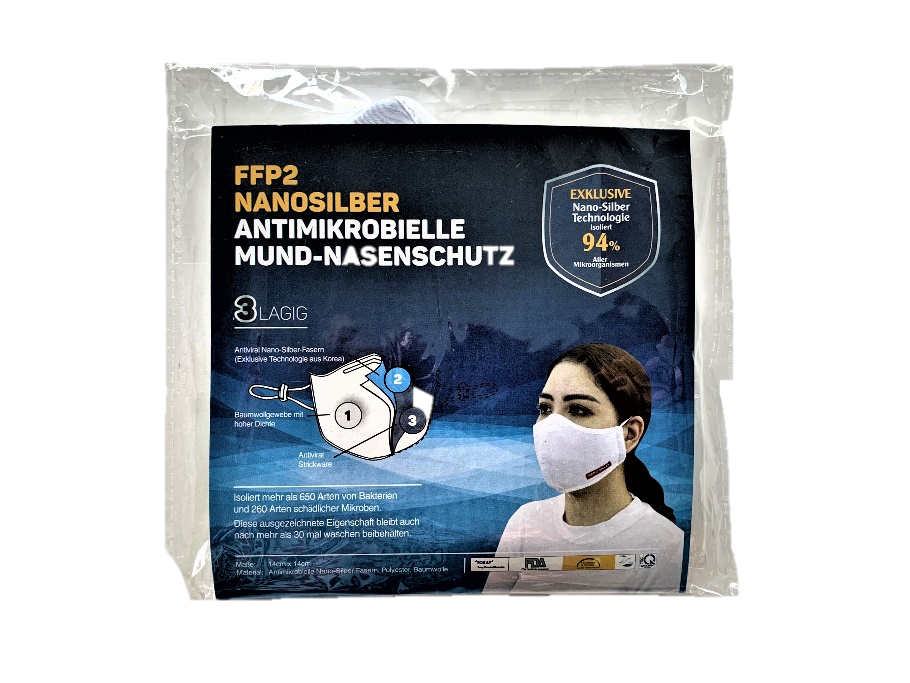 FFP2
NANOSILBER
ANTIMIKROBIELLE
MUND-NASENSCHUTZ
EXKLUSIVE
Nano-Silber
Technologie
Isoliert
94%
Aller
Mikroorganismen
3 LAGIG
Antiviral Nano-Silber-Fasern
(Exklusive Technologie aus Korea)
2
1
3
Baumwollgewebe mit
hoher Dichte
Antiviral
Strickware
Isoliert mehr als 650 Arten von Bakterien
und 260 Arten schädlicher Mikroben.
Diese ausgezeichnete Eigenschaft bleibt auch
nach mehr als 30 mal waschen beibehalten.
Maße: 14cm x 14cm
Material: Antimikrobielle Nano-Silber Fasern, Polyester, Baumwolle
FDA